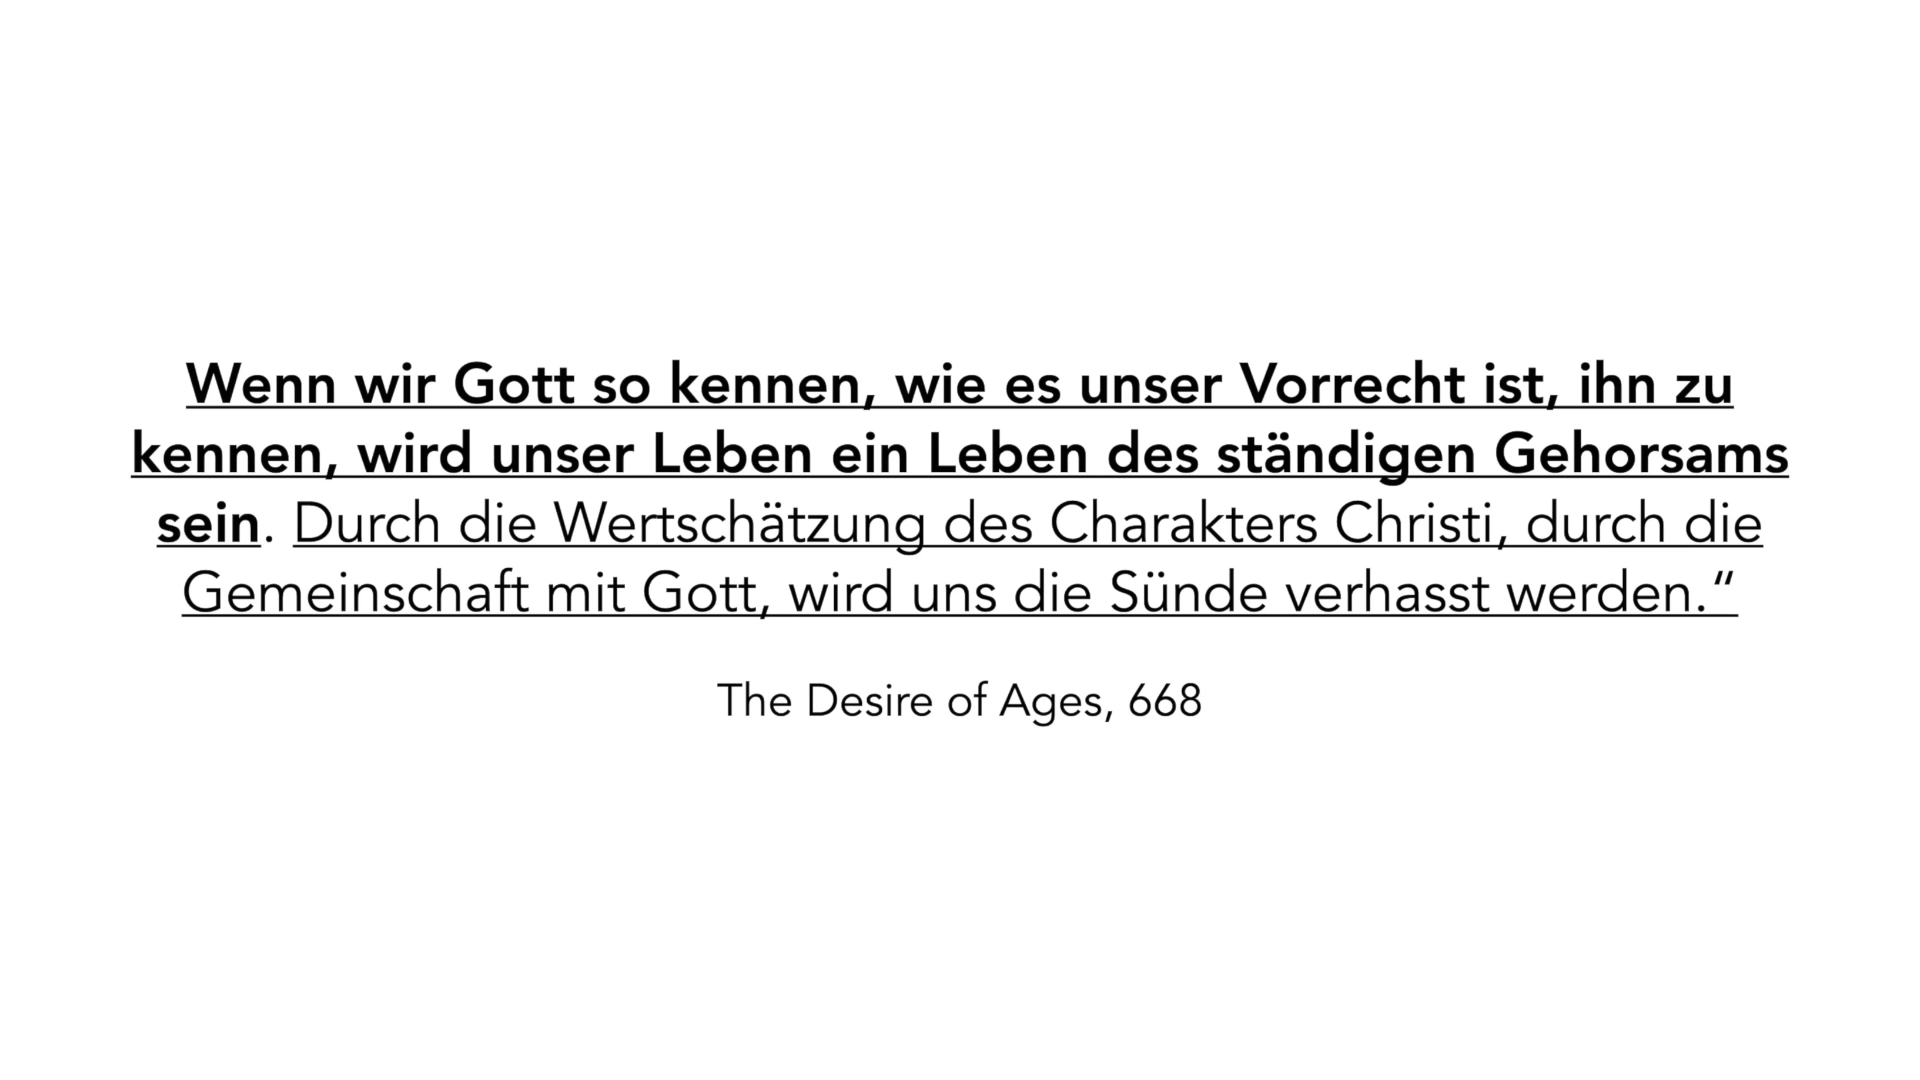 Wenn wir Gott so kennen, wie es unser Vorrecht ist, ihn zu
kennen, wird unser Leben ein Leben des ständigen Gehorsams
sein. Durch die Wertschätzung des Charakters Christi, durch die
Gemeinschaft mit Gott, wird uns die Sünde verhasst werden.“
The Desire of Ages, 668